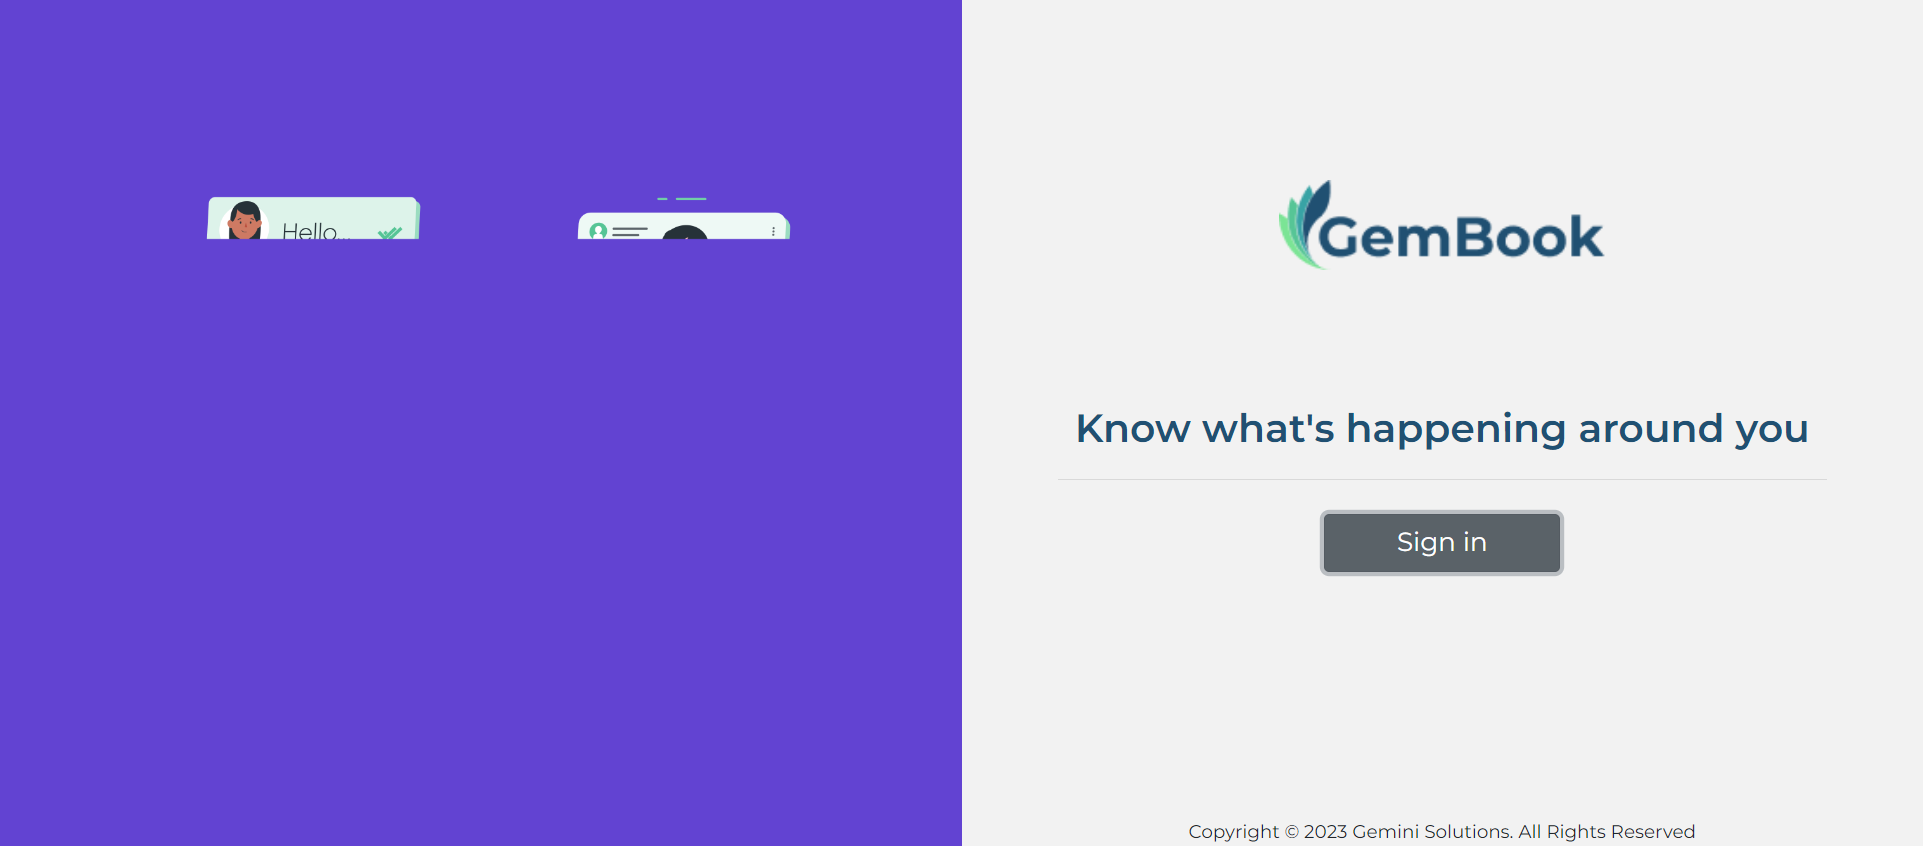 Hello...
GemBook
Know what's happening around you
Sign in
Copyright © 2023 Gemini Solutions. All Rights Reserved